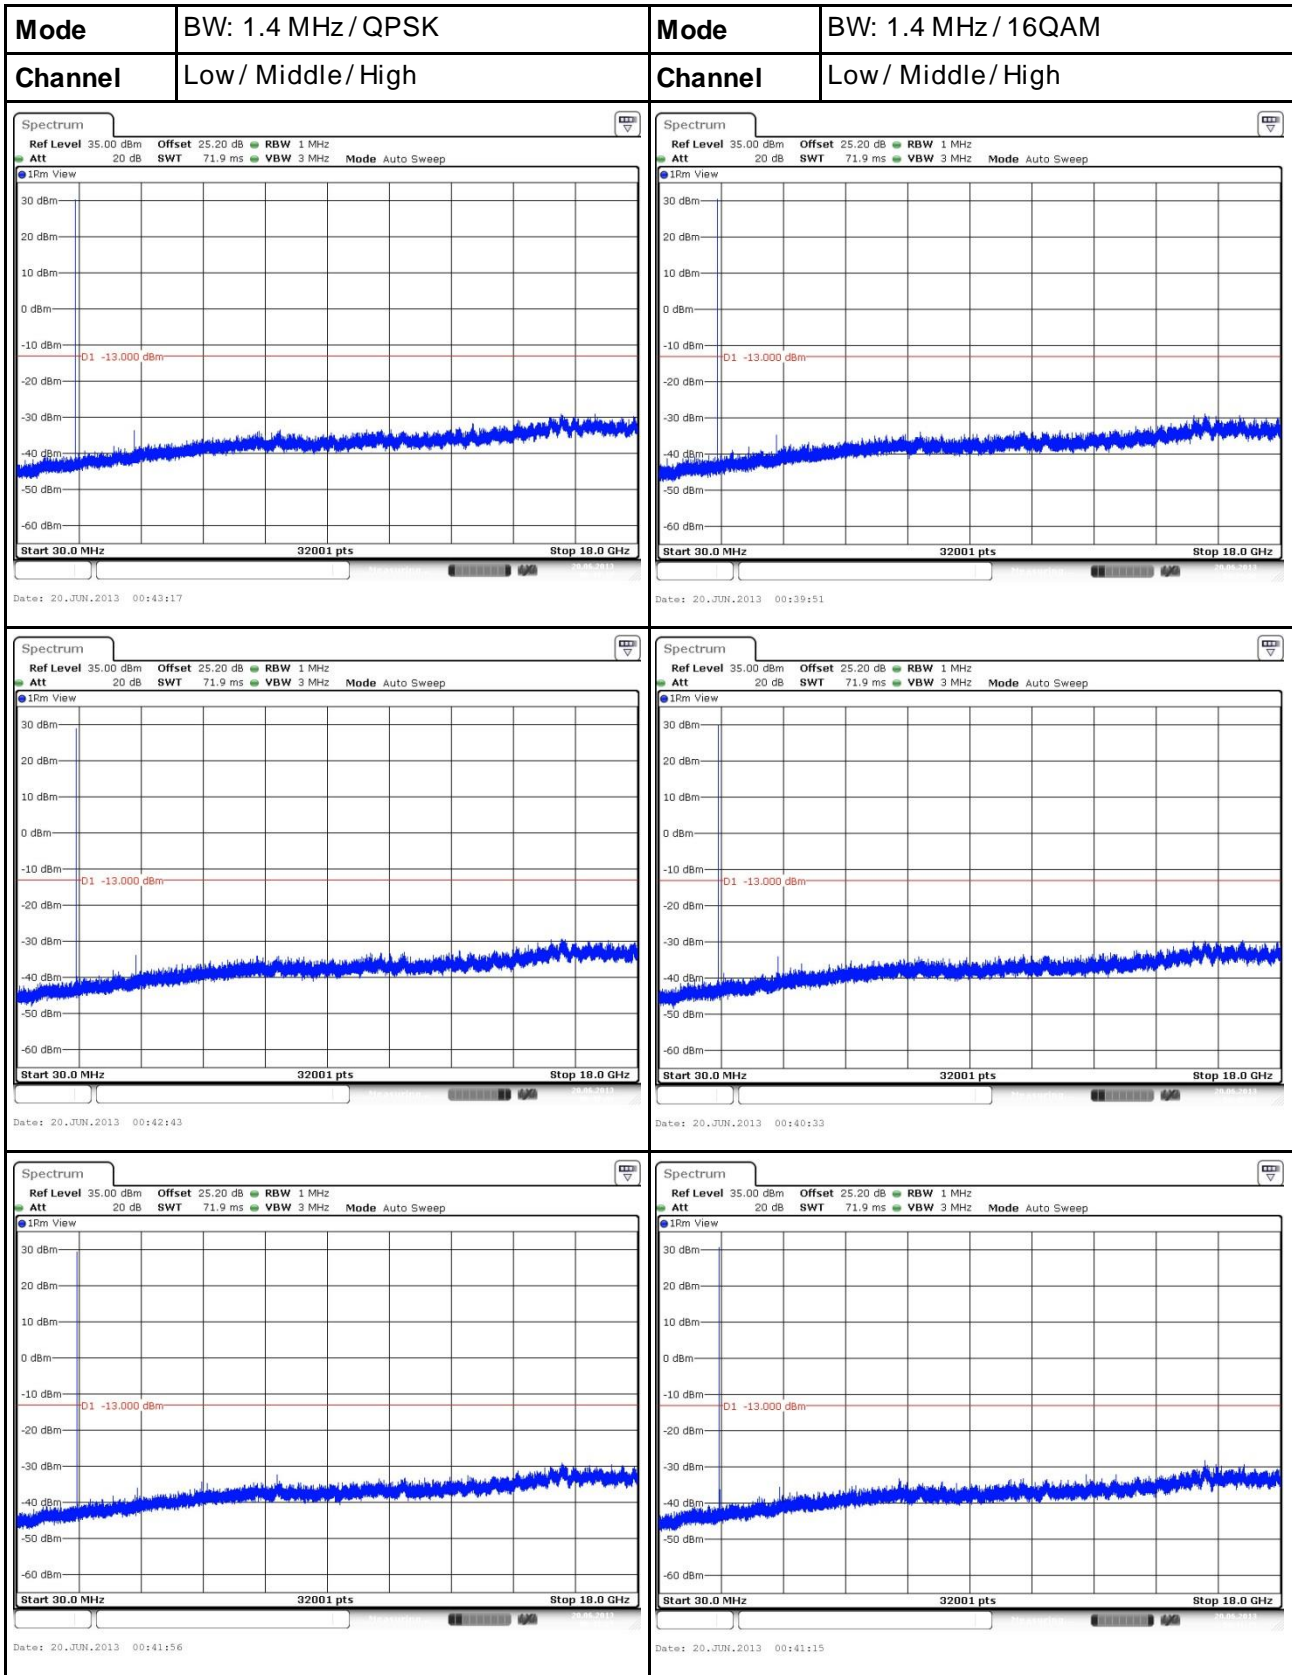 Mode BW: 1.4 MHz / QPSK Mode BW: 1.4 MHz / 16QAM
Channel Low / Middle / High Channel Low / Middle / High
Spectrum
Ref Level 35.00 dBm Offset 25.20 dB RBW 1 MHz
Att 20 dB SWT 71.9 ms VBW 3 MHz Mode Auto Sweep
1Rm View
30 dBm
20 dBm
10 dBm
0 dBm
-10 dBm
D1 -13.000 dBm
-20 dBm
-30 dBm
-40 dBm
-50 dBm
-60 dBm
Start 30.0 MHz 32001 pts Stop 18.0 GHz
Date: 20.JUN.2013 00:43:17
Spectrum
Ref Level 35.00 dBm Offset 25.20 dB RBW 1 MHz
Att 20 dB SWT 71.9 ms VBW 3 MHz Mode Auto Sweep
1Rm View
30 dBm
20 dBm
10 dBm
0 dBm
-10 dBm
D1 -13.000 dBm
-20 dBm
-30 dBm
-40 dBm
-50 dBm
-60 dBm
Start 30.0 MHz 32001 pts Stop 18.0 GHz
Date: 20.JUN.2013 00:39:51
Spectrum
Ref Level 35.00 dBm Offset 25.20 dB RBW 1 MHz
Att 20 dB SWT 71.9 ms VBW 3 MHz Mode Auto Sweep
1Rm View
30 dBm
20 dBm
10 dBm
0 dBm
-10 dBm
D1 -13.000 dBm
-20 dBm
-30 dBm
-40 dBm
-50 dBm
-60 dBm
Start 30.0 MHz 32001 pts Stop 18.0 GHz
Date: 20.JUN.2013 00:42:43
Spectrum
Ref Level 35.00 dBm Offset 25.20 dB RBW 1 MHz
Att 20 dB SWT 71.9 ms VBW 3 MHz Mode Auto Sweep
1Rm View
30 dBm
20 dBm
10 dBm
0 dBm
-10 dBm
D1 -13.000 dBm
-20 dBm
-30 dBm
-40 dBm
-50 dBm
-60 dBm
Start 30.0 MHz 32001 pts Stop 18.0 GHz
Date: 20.JUN.2013 00:40:33
Spectrum
Ref Level 35.00 dBm Offset 25.20 dB RBW 1 MHz
Att 20 dB SWT 71.9 ms VBW 3 MHz Mode Auto Sweep
1Rm View
30 dBm
20 dBm
10 dBm
0 dBm
-10 dBm
D1 -13.000 dBm
-20 dBm
-30 dBm
-40 dBm
-50 dBm
-60 dBm
Start 30.0 MHz 32001 pts Stop 18.0 GHz
Date: 20.JUN.2013 00:41:56
Spectrum
Ref Level 35.00 dBm Offset 25.20 dB RBW 1 MHz
Att 20 dB SWT 71.9 ms VBW 3 MHz Mode Auto Sweep
1Rm View
30 dBm
20 dBm
10 dBm
0 dBm
-10 dBm
D1 -13.000 dBm
-20 dBm
-30 dBm
-40 dBm
-50 dBm
-60 dBm
Start 30.0 MHz 32001 pts Stop 18.0 GHz
Date: 20.JUN.2013 00:41:15